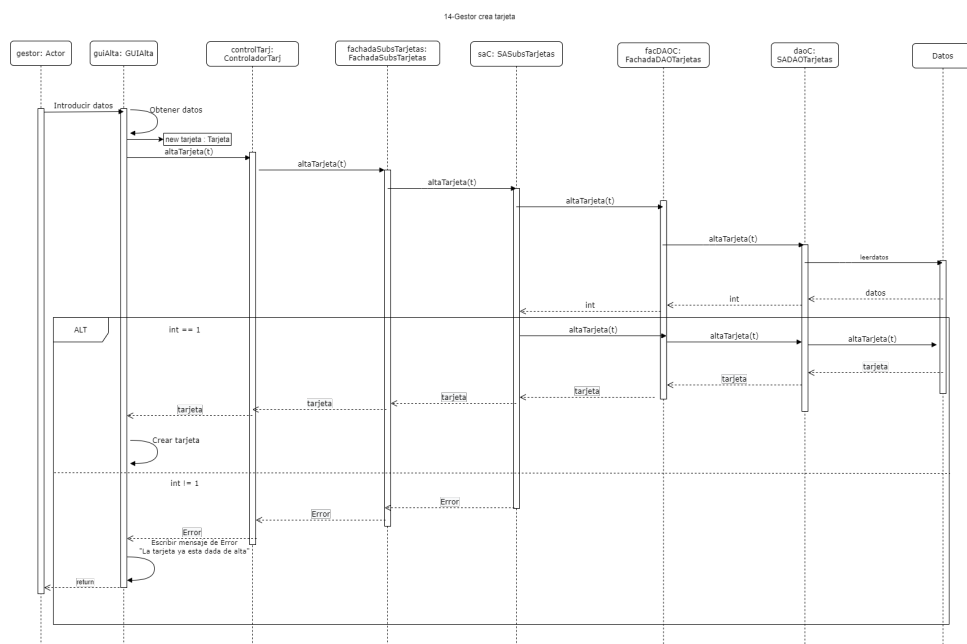 14-Gestor crea tarjeta
gestor: Actor
guiAlta: GUIAlta
controlTarj:
ControladorTarj
fachadaSubsTarjetas:
FachadaSubsTarjetas
saC: SASubsTarjetas
facDAOC:
FachadaDAOTarjetas
daoC:
SADAOTarjetas
Datos
Introducir datos
Obtener datos
new tarjeta : Tarjeta
altaTarjeta(t)
altaTarjeta(t)
altaTarjeta(t)
altaTarjeta(t)
altaTarjeta(t)
leerdatos
datos
int
int
ALT
int == 1
altaTarjeta(t)
altaTarjeta(t)
altaTarjeta(t)
tarjeta
tarjeta
tarjeta
tarjeta
tarjeta
tarjeta
Crear tarjeta
int != 1
Error
Error
Error
Escribir mensaje de Error
"La tarjeta ya esta dada de alta"
return